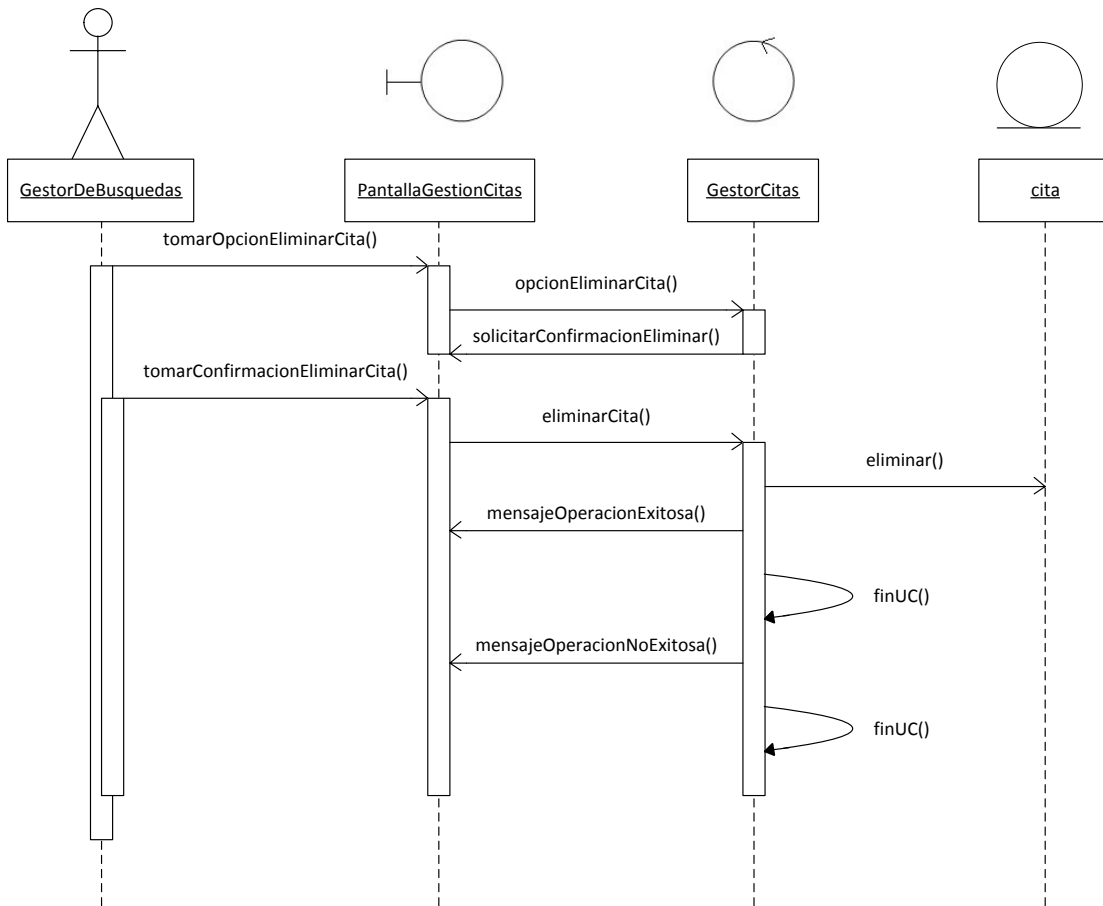 GestorDeBusquedas
PantallaGestionCitas
GestorCitas
cita
tomarOpcionEliminarCita()
opcionEliminarCita()
solicitarConfirmacionEliminar()
tomarConfirmacionEliminarCita()
eliminarCita()
eliminar()
mensajeOperacionExitosa()
finUC()
mensajeOperacionNoExitosa()
finUC()